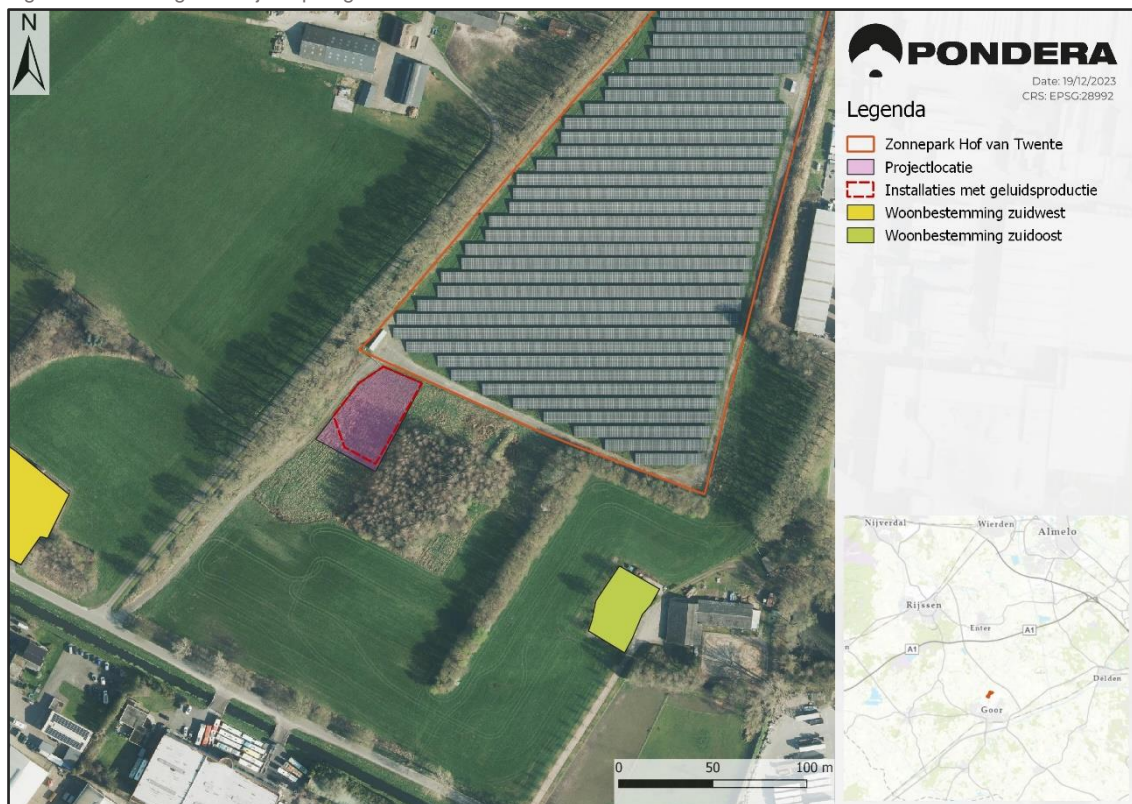 N
PONDERA
Date: 19/12/2023
CRS: EPSG:28992
Legenda
Zonnepark Hof van Twente
Projectlocatie
Installaties met geluidsproductie
Woonbestemming zuidwest
Woonbestemming zuidoost
Nijverdal
Wierden
Almelo
Rijssen
Enter
A1
A1
Delden
Goor
0 50 100 m